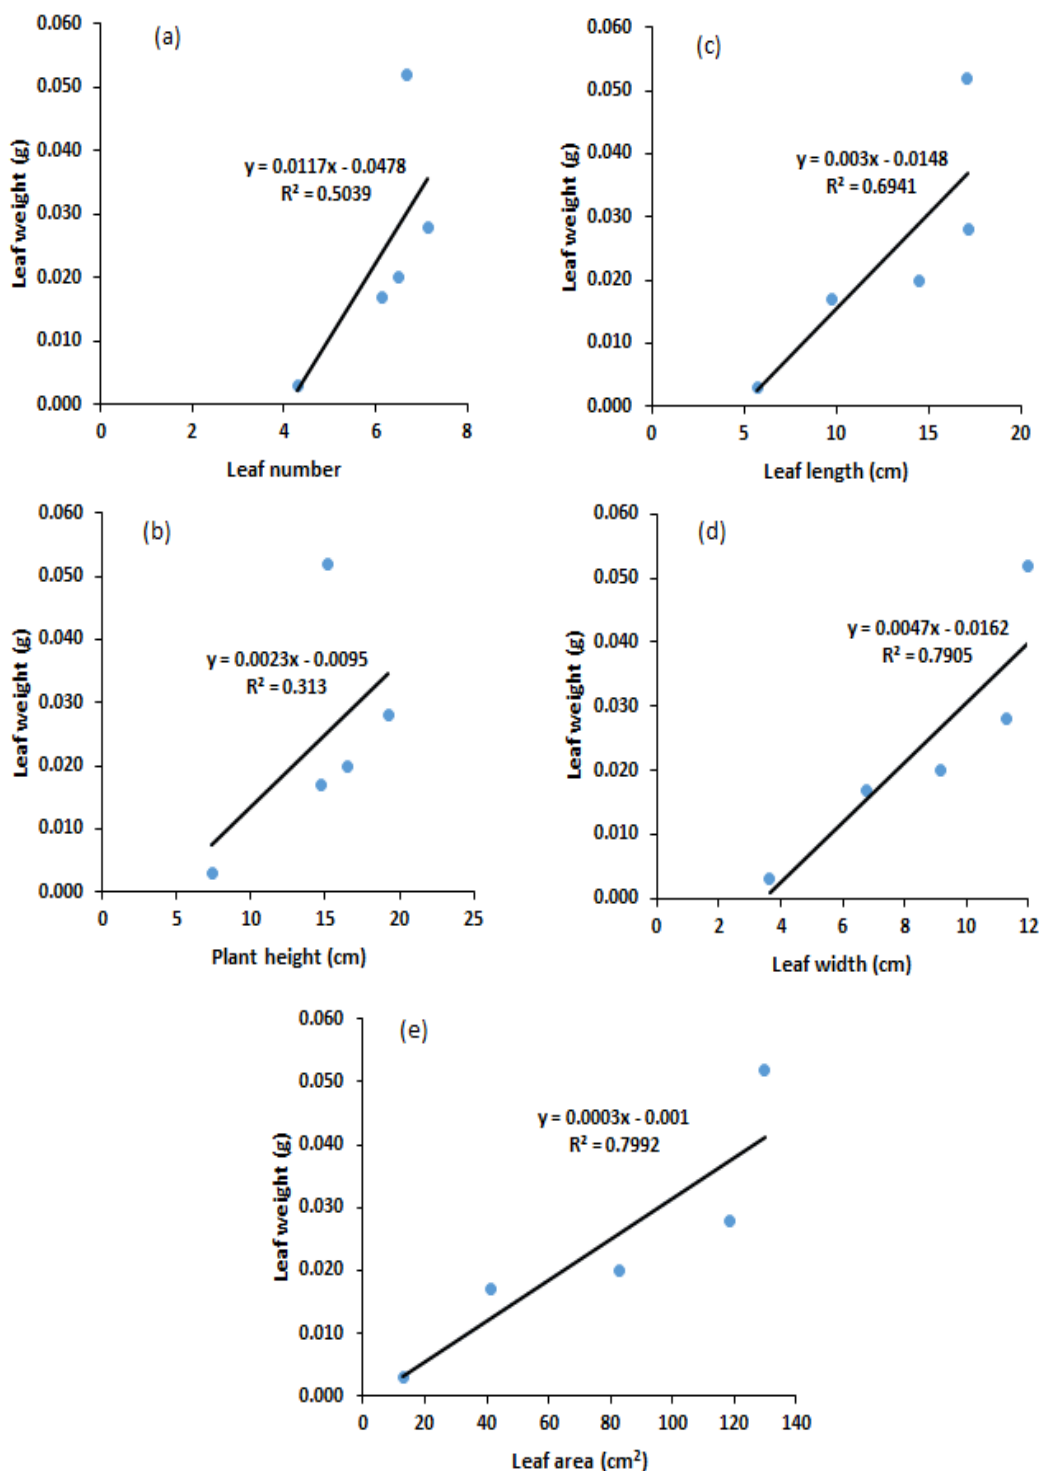 (a)
0.060
0.050
0.040
0.030
0.020
0.010
0.000
Leaf weight (g)
y = 0.0117x - 0.0478
R² = 0.5039
0 2 4 6 8
Leaf number
(c)
0.060
0.050
0.040
0.030
0.020
0.010
0.000
Leaf weight (g)
y = 0.003x - 0.0148
R² = 0.6941
0 5 10 15 20
Leaf length (cm)
(b)
0.060
0.050
0.040
0.030
0.020
0.010
0.000
Leaf weight (g)
y = 0.0023x - 0.0095
R² = 0.313
0 5 10 15 20 25
Plant height (cm)
(d)
0.060
0.050
0.040
0.030
0.020
0.010
0.000
Leaf weight (g)
y = 0.0047x - 0.0162
R² = 0.7905
0 2 4 6 8 10 12
Leaf width (cm)
(e)
0.060
0.050
0.040
0.030
0.020
0.010
0.000
Leaf weight (g)
y = 0.0003x - 0.001
R² = 0.7992
0 20 40 60 80 100 120 140
Leaf area (cm²)